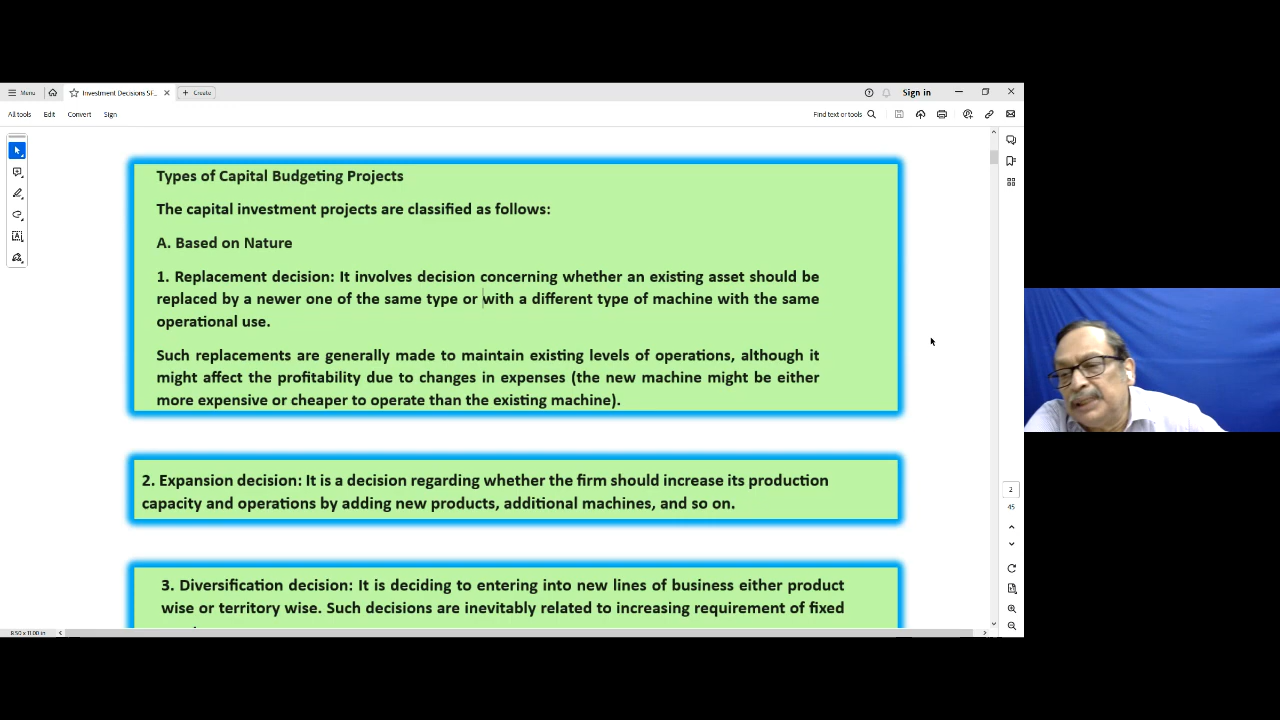 Menu
Investment Decisions SF...
Create
Sign in
All tools Edit Convert Sign
Find text or tools
Types of Capital Budgeting Projects
The capital investment projects are classified as follows:
A. Based on Nature
1. Replacement decision: It involves decision concerning whether an existing asset should be
replaced by a newer one of the same type or with a different type of machine with the same
operational use.
Such replacements are generally made to maintain existing levels of operations, although it
might affect the profitability due to changes in expenses (the new machine might be either
more expensive or cheaper to operate than the existing machine).
2. Expansion decision: It is a decision regarding whether the firm should increase its production
capacity and operations by adding new products, additional machines, and so on.
3. Diversification decision: It is deciding to entering into new lines of business either product
wise or territory wise. Such decisions are inevitably related to increasing requirement of fixed
2
45
8.50 x 11.00 in